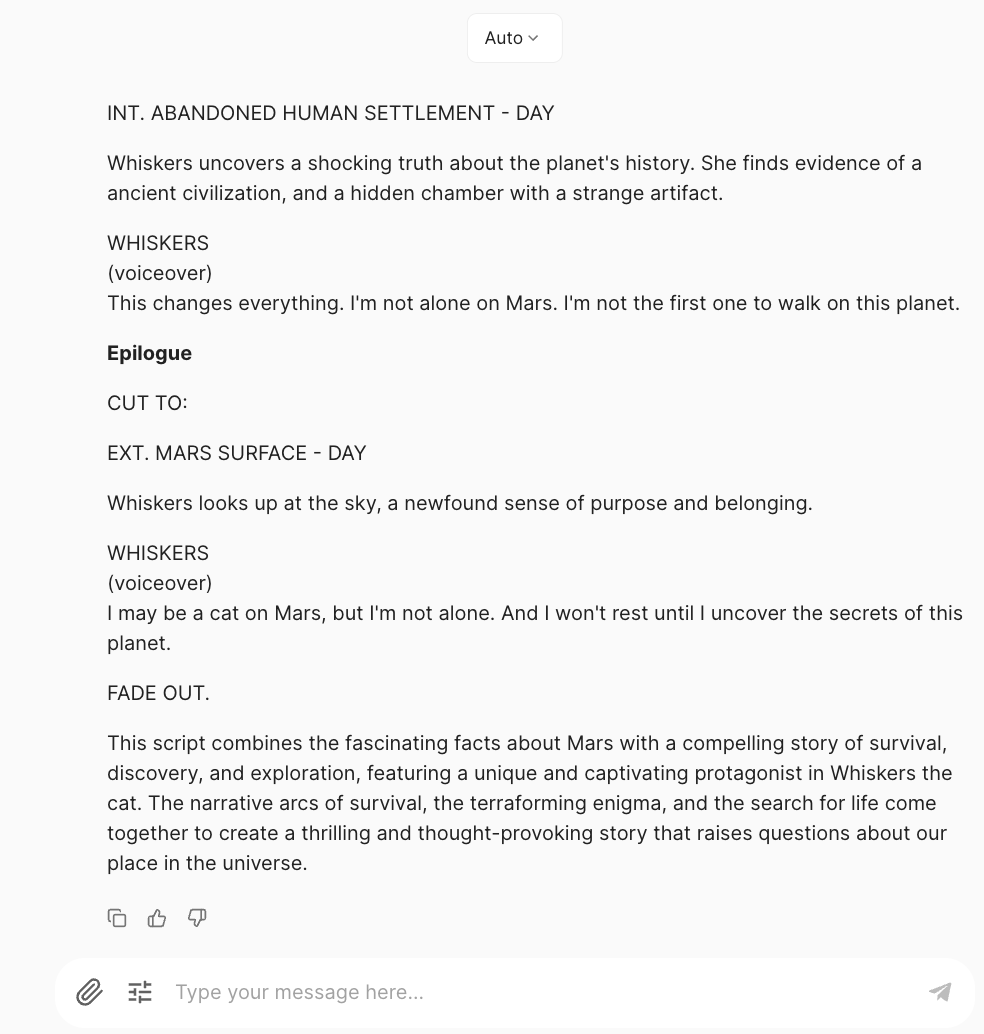 Auto
INT. ABANDONED HUMAN SETTLEMENT - DAY
Whiskers uncovers a shocking truth about the planet's history. She finds evidence of a
ancient civilization, and a hidden chamber with a strange artifact.
WHISKERS
(voiceover)
This changes everything. I'm not alone on Mars. I'm not the first one to walk on this planet.
Epilogue
CUT TO:
EXT. MARS SURFACE - DAY
Whiskers looks up at the sky, a newfound sense of purpose and belonging.
WHISKERS
(voiceover)
I may be a cat on Mars, but I'm not alone. And I won't rest until I uncover the secrets of this
planet.
FADE OUT.
This script combines the fascinating facts about Mars with a compelling story of survival,
discovery, and exploration, featuring a unique and captivating protagonist in Whiskers the
cat. The narrative arcs of survival, the terraforming enigma, and the search for life come
together to create a thrilling and thought-provoking story that raises questions about our
place in the universe.
Type your message here...